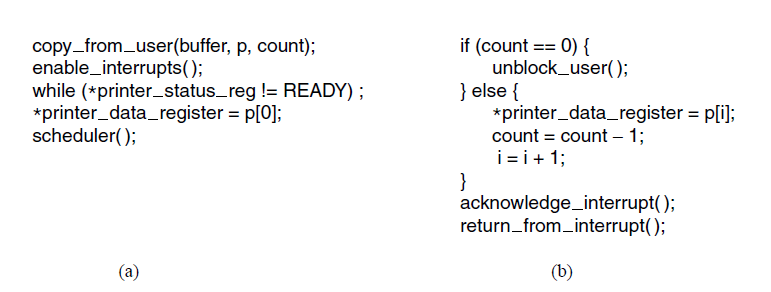 copy_from_user(buffer, p, count);
enable_interrupts( );
while (*printer_status_reg != READY) ;
*printer_data_register = p[0];
scheduler( );
(a)
if (count == 0) {
unblock_user( );
} else {
*printer_data_register = p[i];
count = count – 1;
i = i + 1;
}
acknowledge_interrupt( );
return_from_interrupt( );
(b)